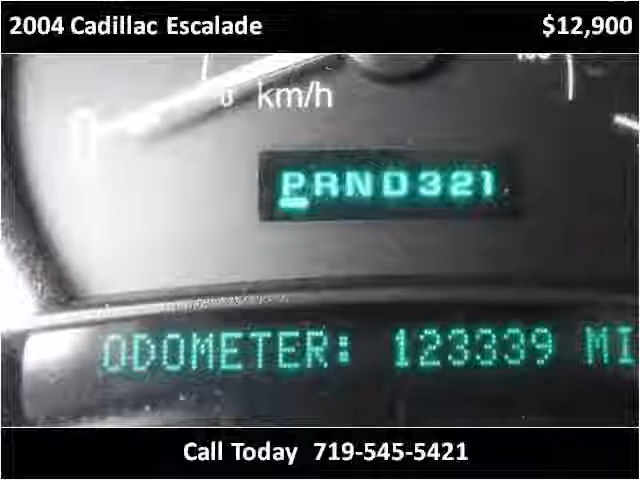 2004 Cadillac Escalade $12,900
km/h
PRND321
ODOMETER: 123339 MI
Call Today 719-545-5421